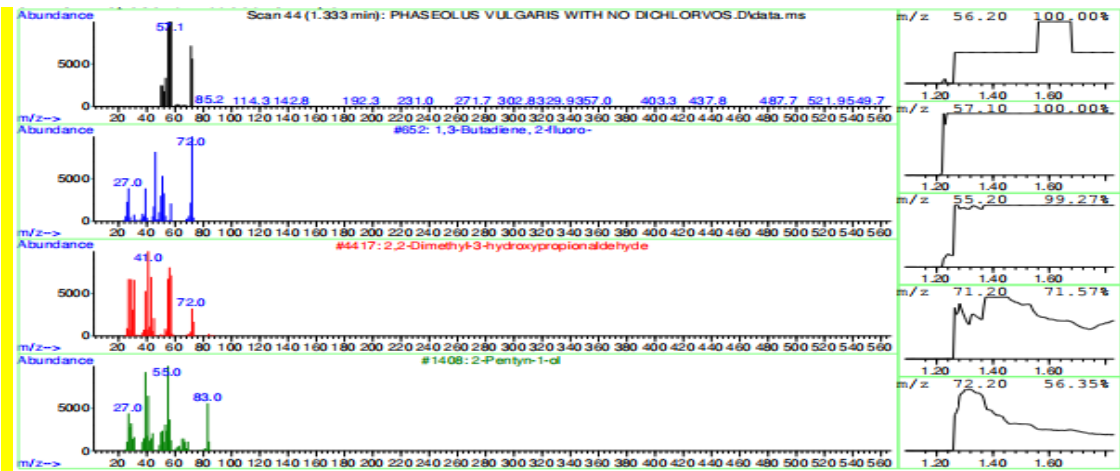 Abundance
Scan 44 (1.333 min): PHASEOLUS VULGARIS WITH NO DICHLORVOS.D\data.ms
57.1
5000
85.2 114.3 142.8 192.3 231.0 271.7 302.8 329.9 357.0 403.3 437.8 487.7 521.9 549.7
0
m/z--> 20 40 60 80 100 120 140 160 180 200 220 240 260 280 300 320 340 360 380 400 420 440 460 480 500 520 540 560
Abundance
#652: 1,3-Butadiene, 2-fluoro-
72.0
27.0
5000
0
m/z--> 20 40 60 80 100 120 140 160 180 200 220 240 260 280 300 320 340 360 380 400 420 440 460 480 500 520 540 560
Abundance
#4417: 2,2-Dimethyl-3-hydroxypropionaldehyde
41.0
72.0
5000
0
m/z--> 20 40 60 80 100 120 140 160 180 200 220 240 260 280 300 320 340 360 380 400 420 440 460 480 500 520 540 560
Abundance
#1408: 2-Pentyn-1-ol
55.0
83.0
27.0
5000
0
m/z--> 20 40 60 80 100 120 140 160 180 200 220 240 260 280 300 320 340 360 380 400 420 440 460 480 500 520 540 560
m/z 56.20 100.00%
1.20 1.40 1.60
m/z 57.10 100.00%
1.20 1.40 1.60
m/z 55.20 99.27%
1.20 1.40 1.60
m/z 71.20 71.57%
1.20 1.40 1.60
m/z 72.20 56.35%
1.20 1.40 1.60